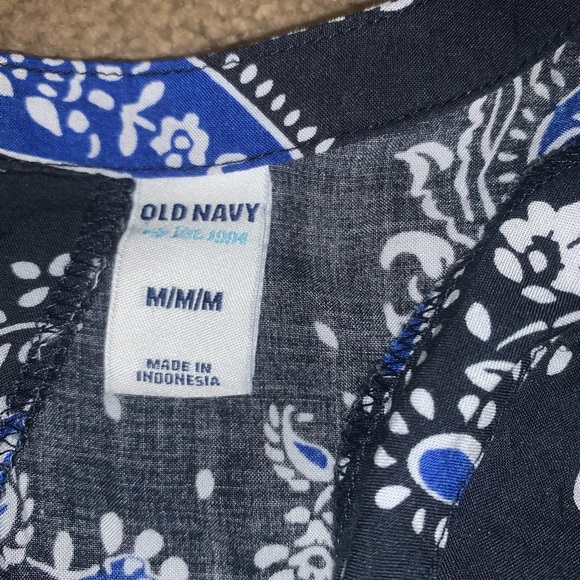 OLD NAVY
Est. 1994
M/M/M
MADE IN
INDONESIA